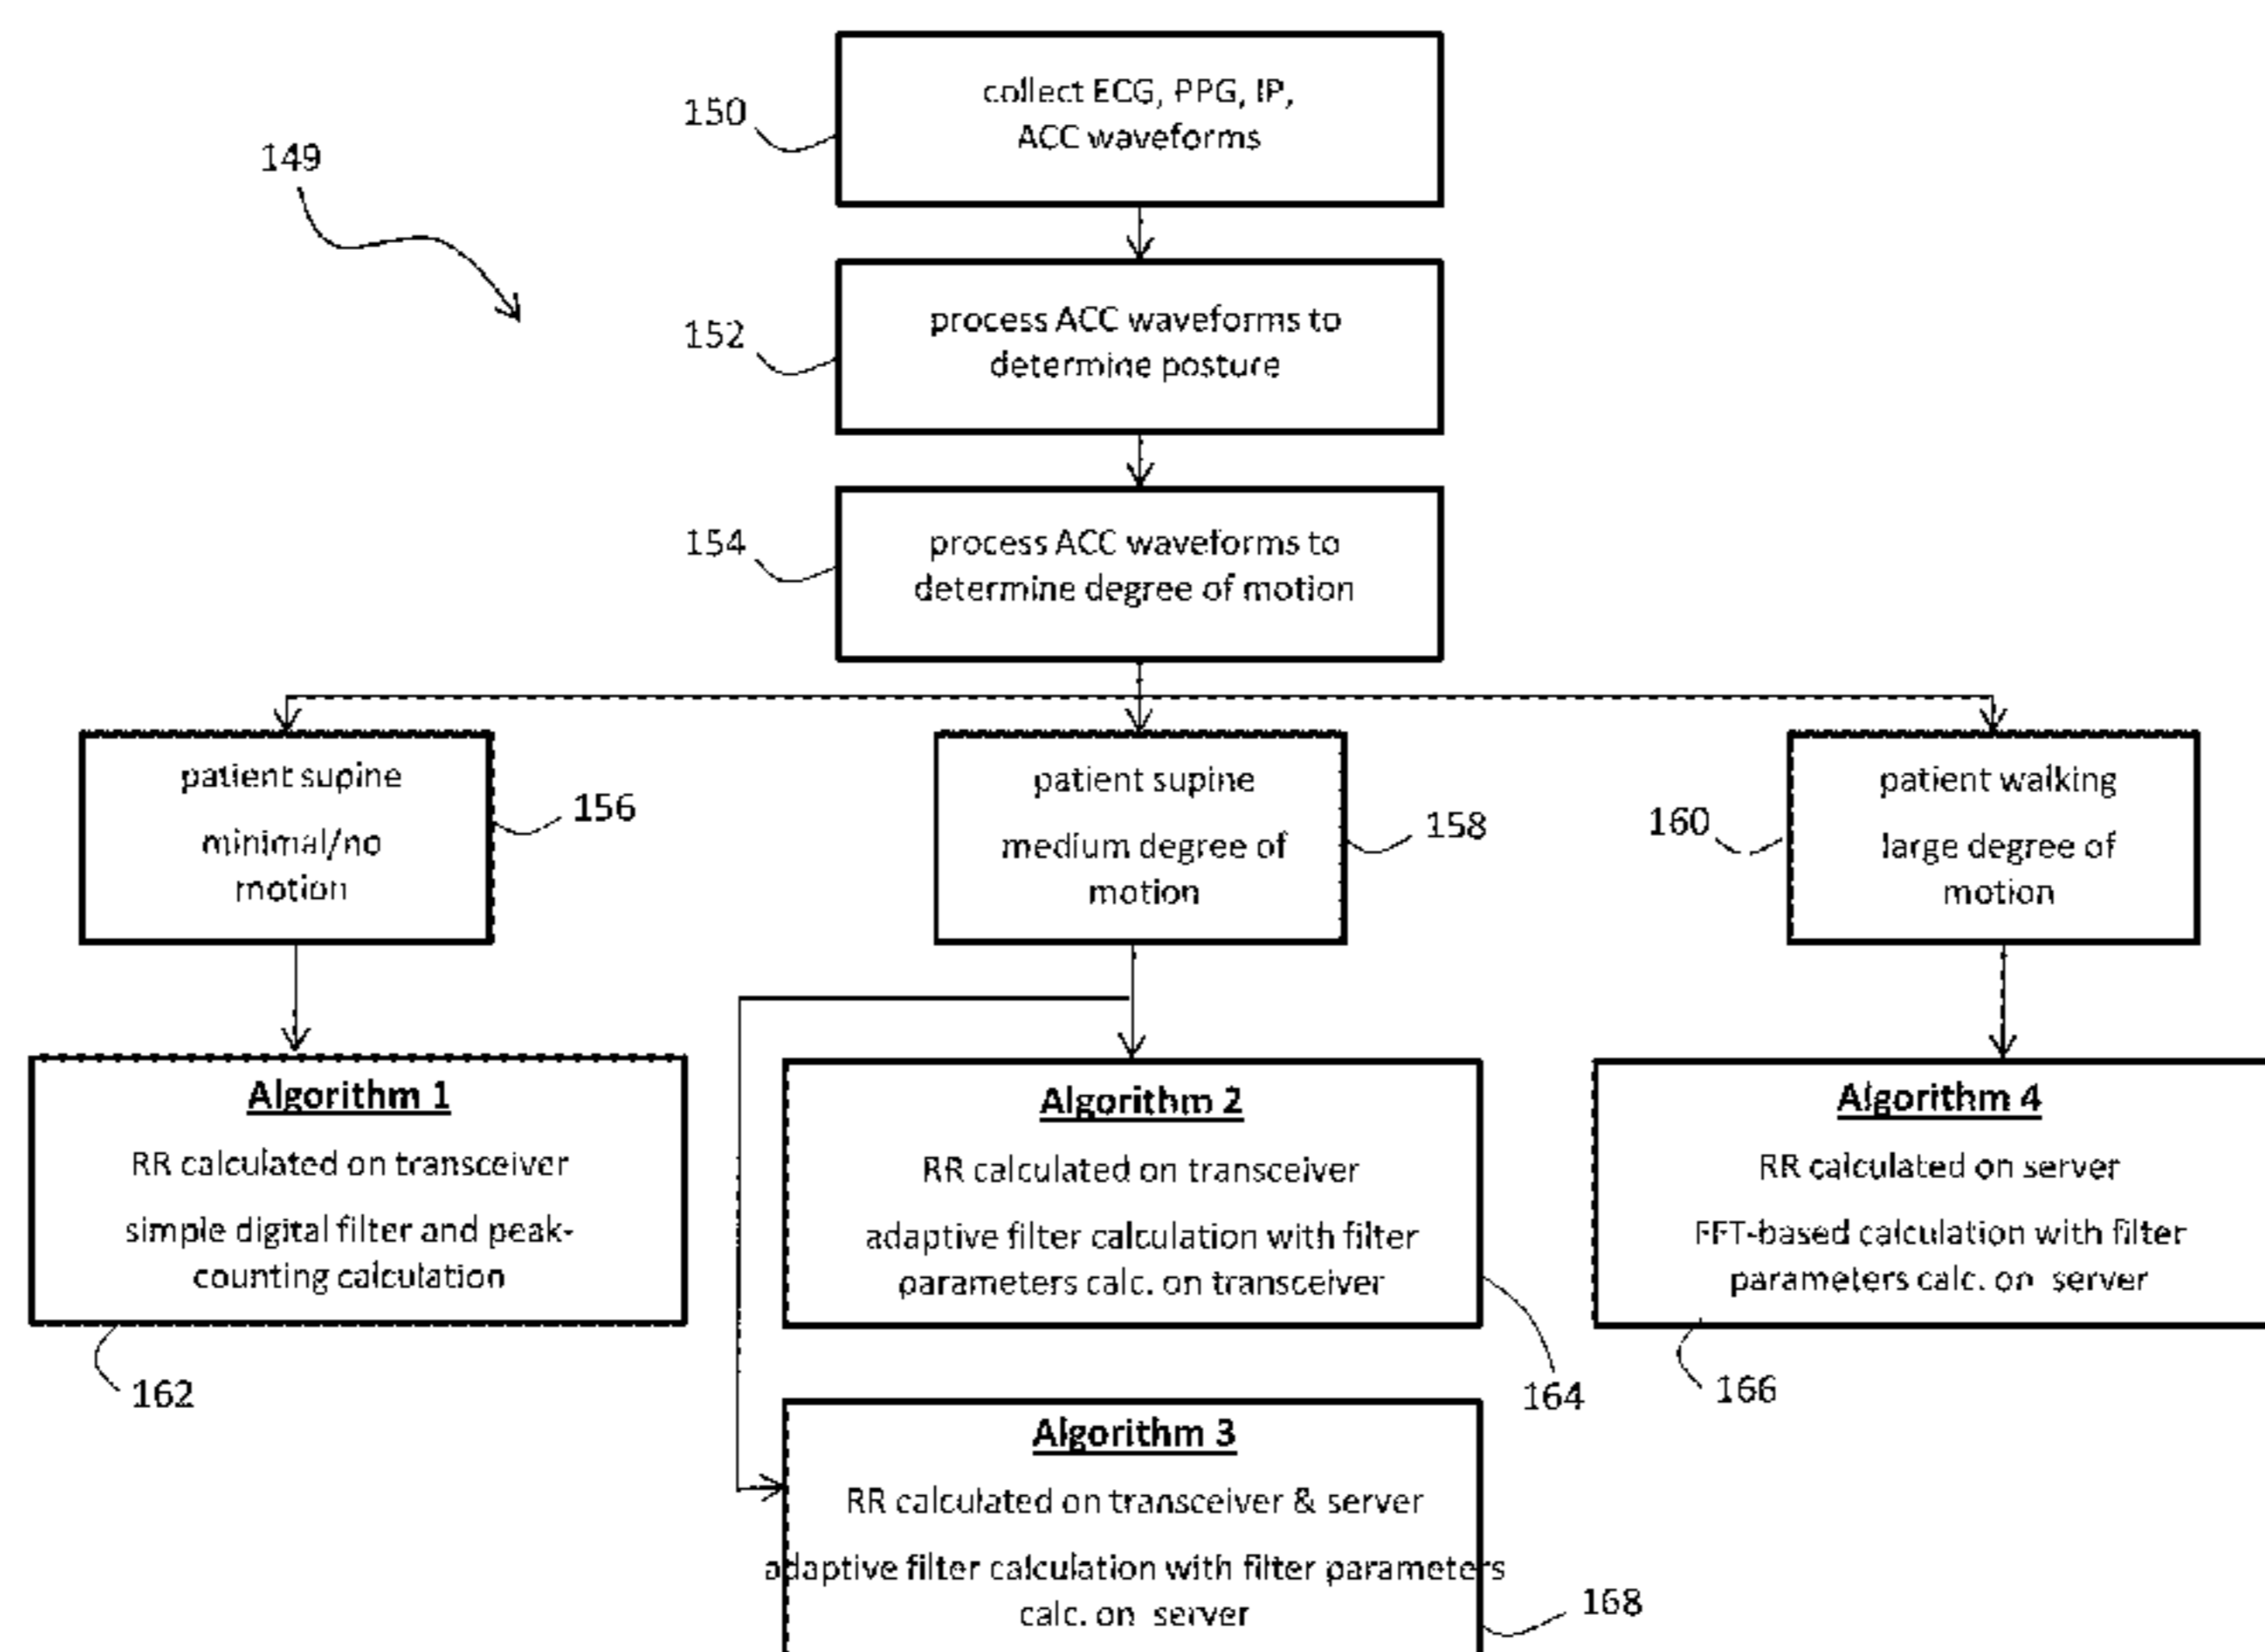 150
collect ECG, PPG, IP,
ACC waveforms
149
152
process ACC waveforms to
determine posture
154
process ACC waveforms to
determine degree of motion
patient supine
minimal/no
motion
156
patient supine
medium degree of
motion
158
160
patient walking
large degree of
motion
Algorithm 1
RR calculated on transceiver
simple digital filter and peak-
counting calculation
162
Algorithm 2
RR calculated on transceiver
adaptive filter calculation with filter
parameters calc. on transceiver
164
Algorithm 4
RR calculated on server
FFT-based calculation with filter
parameters calc. on server
166
Algorithm 3
RR calculated on transceiver & server
adaptive filter calculation with filter parameters
calc. on server
168